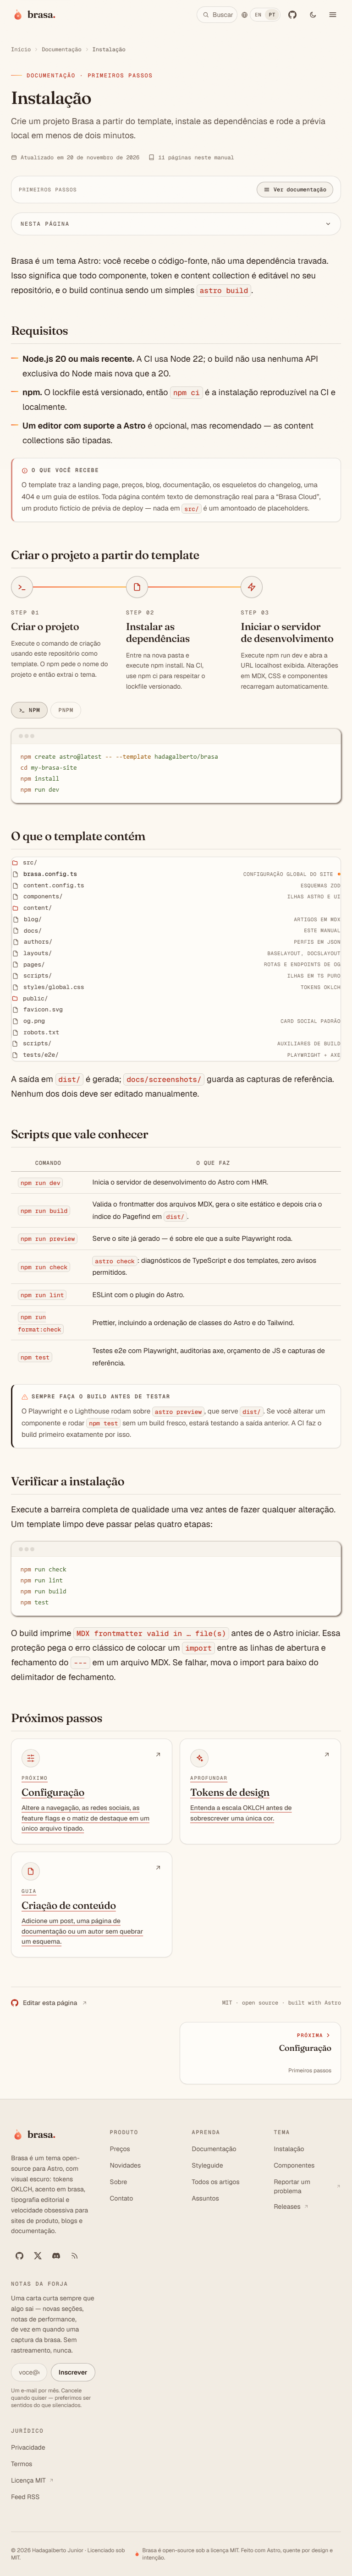 brasa.
Buscar
EN PT
Início › Documentação › Instalação
DOCUMENTAÇÃO · PRIMEIROS PASSOS
Instalação
Crie um projeto Brasa a partir do template, instale as dependências e rode a prévia
local em menos de dois minutos.
Atualizado em 20 de novembro de 2026
11 páginas neste manual
PRIMEIROS PASSOS
Ver documentação
NESTA PÁGINA
Brasa é um tema Astro: você recebe o código-fonte, não uma dependência travada.
Isso significa que todo componente, token e content collection é editável no seu
repositório, e o build continua sendo um simples astro build.
Requisitos
Node.js 20 ou mais recente. A CI usa Node 22; o build não usa nenhuma API
exclusiva do Node mais nova que a 20.
npm. O lockfile está versionado, então npm ci é a instalação reproduzível na CI e
localmente.
Um editor com suporte a Astro é opcional, mas recomendado — as content
collections são tipadas.
O QUE VOCÊ RECEBE
O template traz a landing page, preços, blog, documentação, os esqueletos do changelog, uma
404 e um guia de estilos. Toda página contém texto de demonstração real para a “Brasa Cloud”,
um produto fictício de prévia de deploy — nada em src/ é um amontoado de placeholders.
Criar o projeto a partir do template
STEP 01
Criar o projeto
Execute o comando de criação
usando este repositório como
template. O npm pede o nome do
projeto e então extrai o tema.
STEP 02
Instalar as
dependências
Entre na nova pasta e
execute npm install. Na CI,
use npm ci para respeitar o
lockfile versionado.
STEP 03
Iniciar o servidor
de desenvolvimento
Execute npm run dev e abra a
URL localhost exibida. Alterações
em MDX, CSS e componentes
recarregam automaticamente.
NPM
PNPM
npm create astro@latest -- --template hadagalberto/brasa
cd my-brasa-site
npm install
npm run dev
O que o template contém
src/
brasa.config.ts CONFIGURAÇÃO GLOBAL DO SITE
content.config.ts ESQUEMAS ZOD
components/ ILHAS ASTRO E UI
content/
blog/ ARTIGOS EM MDX
docs/ ESTE MANUAL
authors/ PERFIS EM JSON
layouts/ BASELAYOUT, DOCSLAYOUT
pages/ ROTAS E ENDPOINTS DE OG
scripts/ ILHAS EM TS PURO
styles/global.css TOKENS OKLCH
public/
favicon.svg
og.png CARD SOCIAL PADRÃO
robots.txt
scripts/ AUXILIARES DE BUILD
tests/e2e/ PLAYWRIGHT + AXE
A saída em dist/ é gerada; docs/screenshots/ guarda as capturas de referência.
Nenhum dos dois deve ser editado manualmente.
Scripts que vale conhecer
COMANDO O QUE FAZ
npm run dev Inicia o servidor de desenvolvimento do Astro com HMR.
npm run build Valida o frontmatter dos arquivos MDX, gera o site estático e depois cria o
índice do Pagefind em dist/.
npm run preview Serve o site já gerado — é sobre ele que a suíte Playwright roda.
npm run check astro check: diagnósticos de TypeScript e dos templates, zero avisos
permitidos.
npm run lint ESLint com o plugin do Astro.
npm run
format:check Prettier, incluindo a ordenação de classes do Astro e do Tailwind.
npm test Testes e2e com Playwright, auditorias axe, orçamento de JS e capturas de
referência.
SEMPRE FAÇA O BUILD ANTES DE TESTAR
O Playwright e o Lighthouse rodam sobre astro preview, que serve dist/. Se você alterar um
componente e rodar npm test sem um build fresco, estará testando a saída anterior. A CI faz o
build primeiro exatamente por isso.
Verificar a instalação
Execute a barreira completa de qualidade uma vez antes de fazer qualquer alteração.
Um template limpo deve passar pelas quatro etapas:
npm run check
npm run lint
npm run build
npm test
O build imprime MDX frontmatter valid in … file(s) antes de o Astro iniciar. Essa
proteção pega o erro clássico de colocar um import entre as linhas de abertura e
fechamento do --- em um arquivo MDX. Se falhar, mova o import para baixo do
delimitador de fechamento.
Próximos passos
PRÓXIMO
Configuração
Altere a navegação, as redes sociais, as
feature flags e o matiz de destaque em um
único arquivo tipado.
APROFUNDAR
Tokens de design
Entenda a escala OKLCH antes de
sobrescrever uma única cor.
GUIA
Criação de conteúdo
Adicione um post, uma página de
documentação ou um autor sem quebrar
um esquema.
Editar esta página
MIT · open source · built with Astro
PRÓXIMA
Configuração
Primeiros passos
brasa.
Brasa é um tema open-
source para Astro, com
visual escuro: tokens
OKLCH, acento em brasa,
tipografia editorial e
velocidade obsessiva para
sites de produto, blogs e
documentação.
PRODUTO
Preços
Novidades
Sobre
Contato
APRENDA
Documentação
Styleguide
Todos os artigos
Assuntos
TEMA
Instalação
Componentes
Reportar um
problema
Releases
NOTAS DA FORJA
Uma carta curta sempre que
algo sai — novas seções,
notas de performance,
de vez em quando uma
captura da brasa. Sem
rastreamento, nunca.
voce@
Inscrever
Um e-mail por mês. Cancele
quando quiser — preferimos ser
sentidos do que silenciados.
JURÍDICO
Privacidade
Termos
Licença MIT
Feed RSS
© 2026 Hadagalberto Junior · Licenciado sob
MIT.
Brasa é open-source sob a licença MIT. Feito com Astro, quente por design e
intenção.